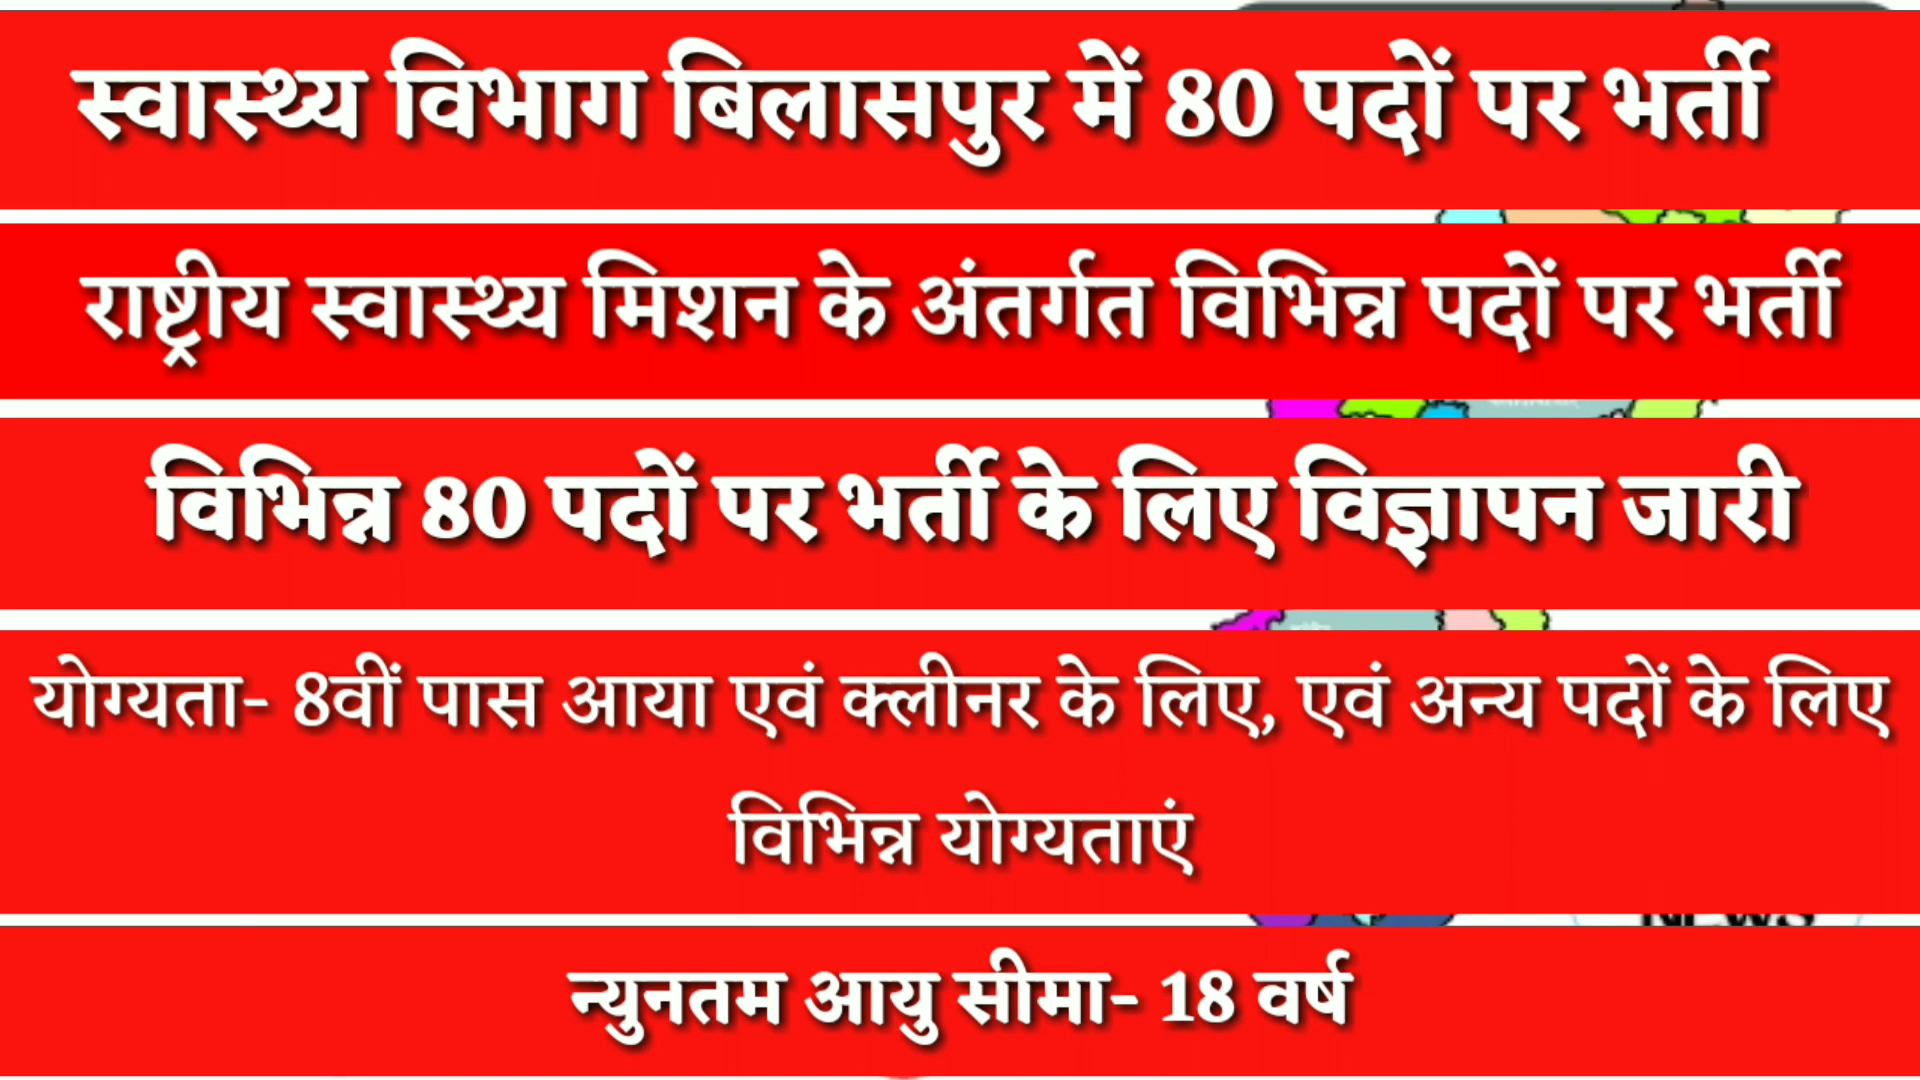 स्वास्थ्य विभाग बिलासपुर में 80 पदों पर भर्ती
राष्ट्रीय स्वास्थ्य मिशन के अंतर्गत विभिन्न पदों पर भर्ती
विभिन्न 80 पदों पर भर्ती के लिए विज्ञापन जारी
योग्यता- 8वीं पास आया एवं क्लीनर के लिए, एवं अन्य पदों के लिए
विभिन्न योग्यताएं
न्युनतम आयु सीमा- 18 वर्ष